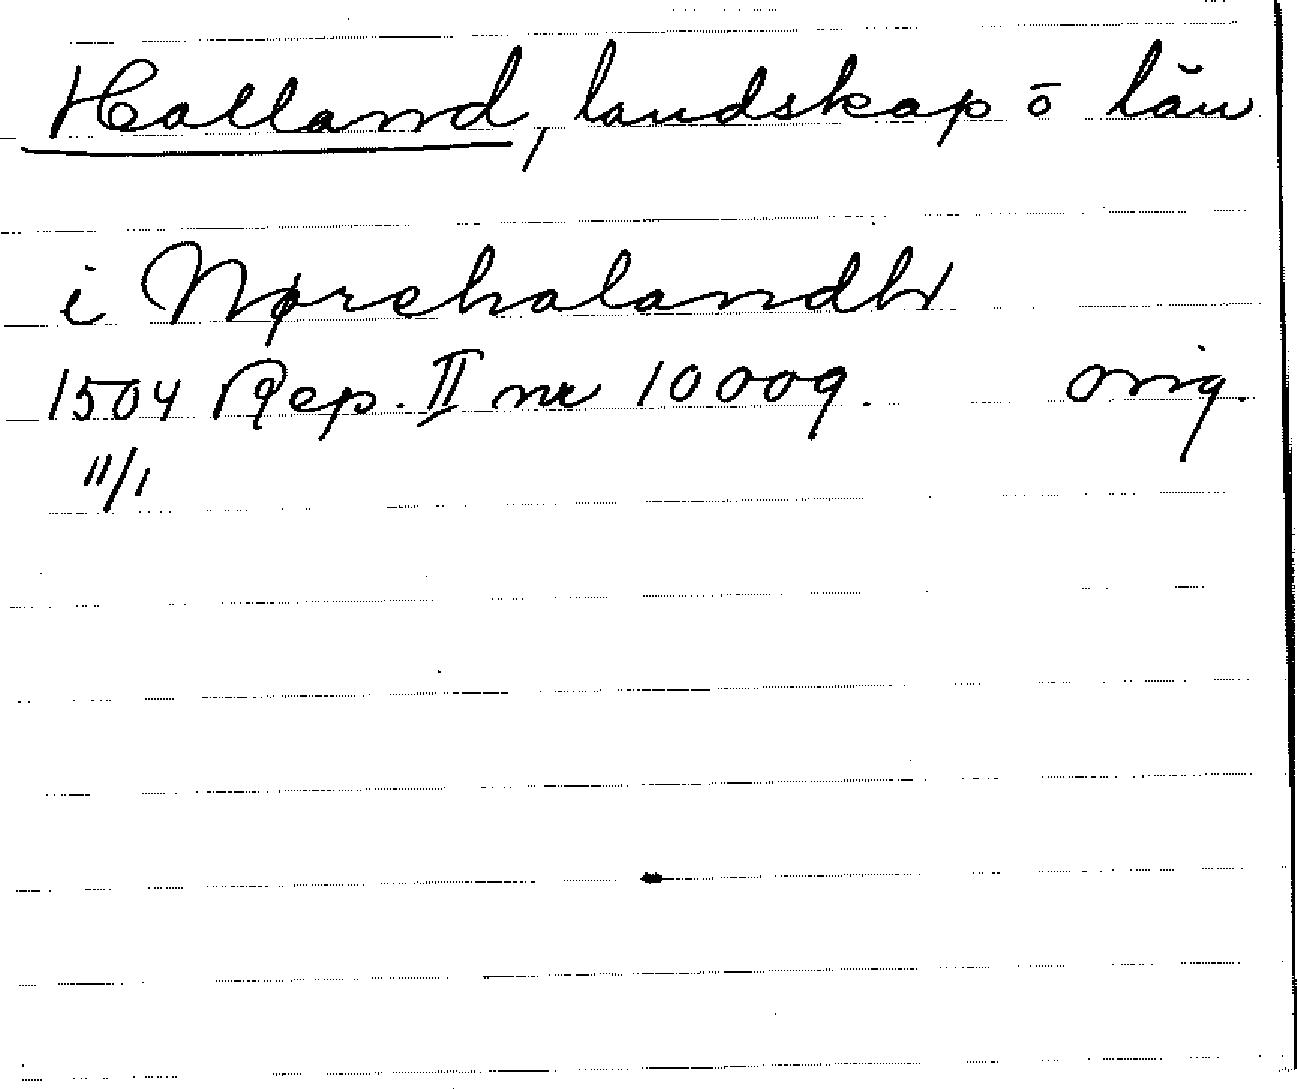 Halland, landskap ō län
i Nørrehalandh
1504 Rep. II nr 10009. orig.
11/1